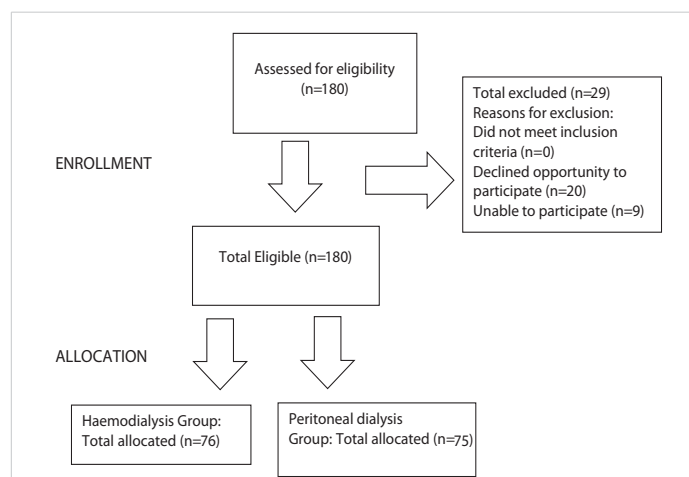 Assessed for eligibility
(n=180)
Total excluded (n=29)
Reasons for exclusion:
Did not meet inclusion
criteria (n=0)
Declined opportunity to
participate (n=20)
Unable to participate (n=9)
ENROLLMENT
Total Eligible (n=180)
ALLOCATION
Haemodialysis Group:
Total allocated (n=76)
Peritoneal dialysis
Group: Total allocated (n=75)